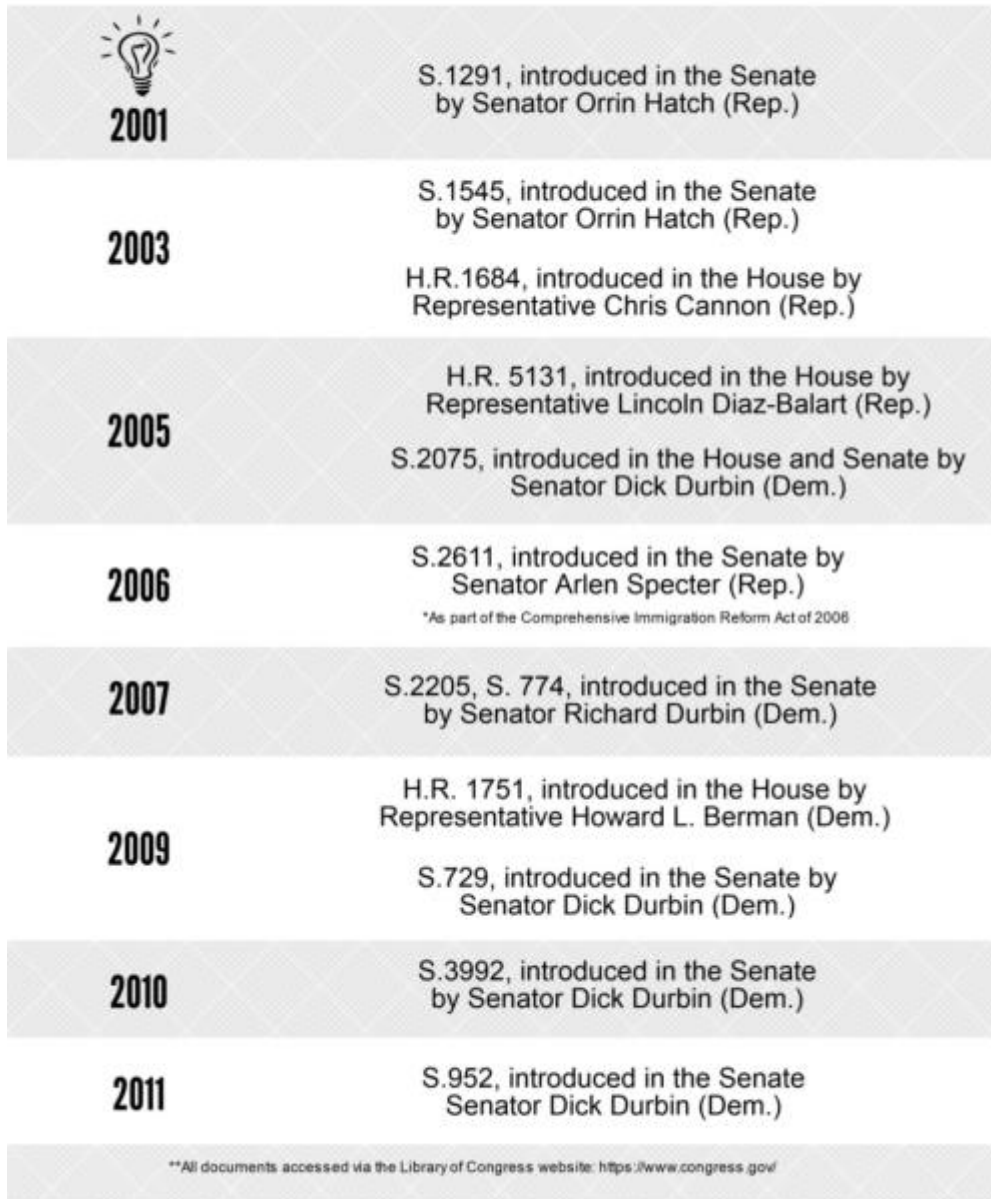 2001
S.1291, introduced in the Senate
by Senator Orrin Hatch (Rep.)
2003
S.1545, introduced in the Senate
by Senator Orrin Hatch (Rep.)
H.R.1684, introduced in the House by
Representative Chris Cannon (Rep.)
2005
H.R. 5131, introduced in the House by
Representative Lincoln Diaz-Balart (Rep.)
S.2075, introduced in the House and Senate by
Senator Dick Durbin (Dem.)
2006
S.2611, introduced in the Senate by
Senator Arlen Specter (Rep.)
*As part of the Comprehensive Immigration Reform Act of 2006
2007
S.2205, S. 774, introduced in the Senate
by Senator Richard Durbin (Dem.)
2009
H.R. 1751, introduced in the House by
Representative Howard L. Berman (Dem.)
S.729, introduced in the Senate by
Senator Dick Durbin (Dem.)
2010
S.3992, introduced in the Senate
by Senator Dick Durbin (Dem.)
2011
S.952, introduced in the Senate
Senator Dick Durbin (Dem.)
**All documents accessed via the Library of Congress website: https://www.congress.gov/